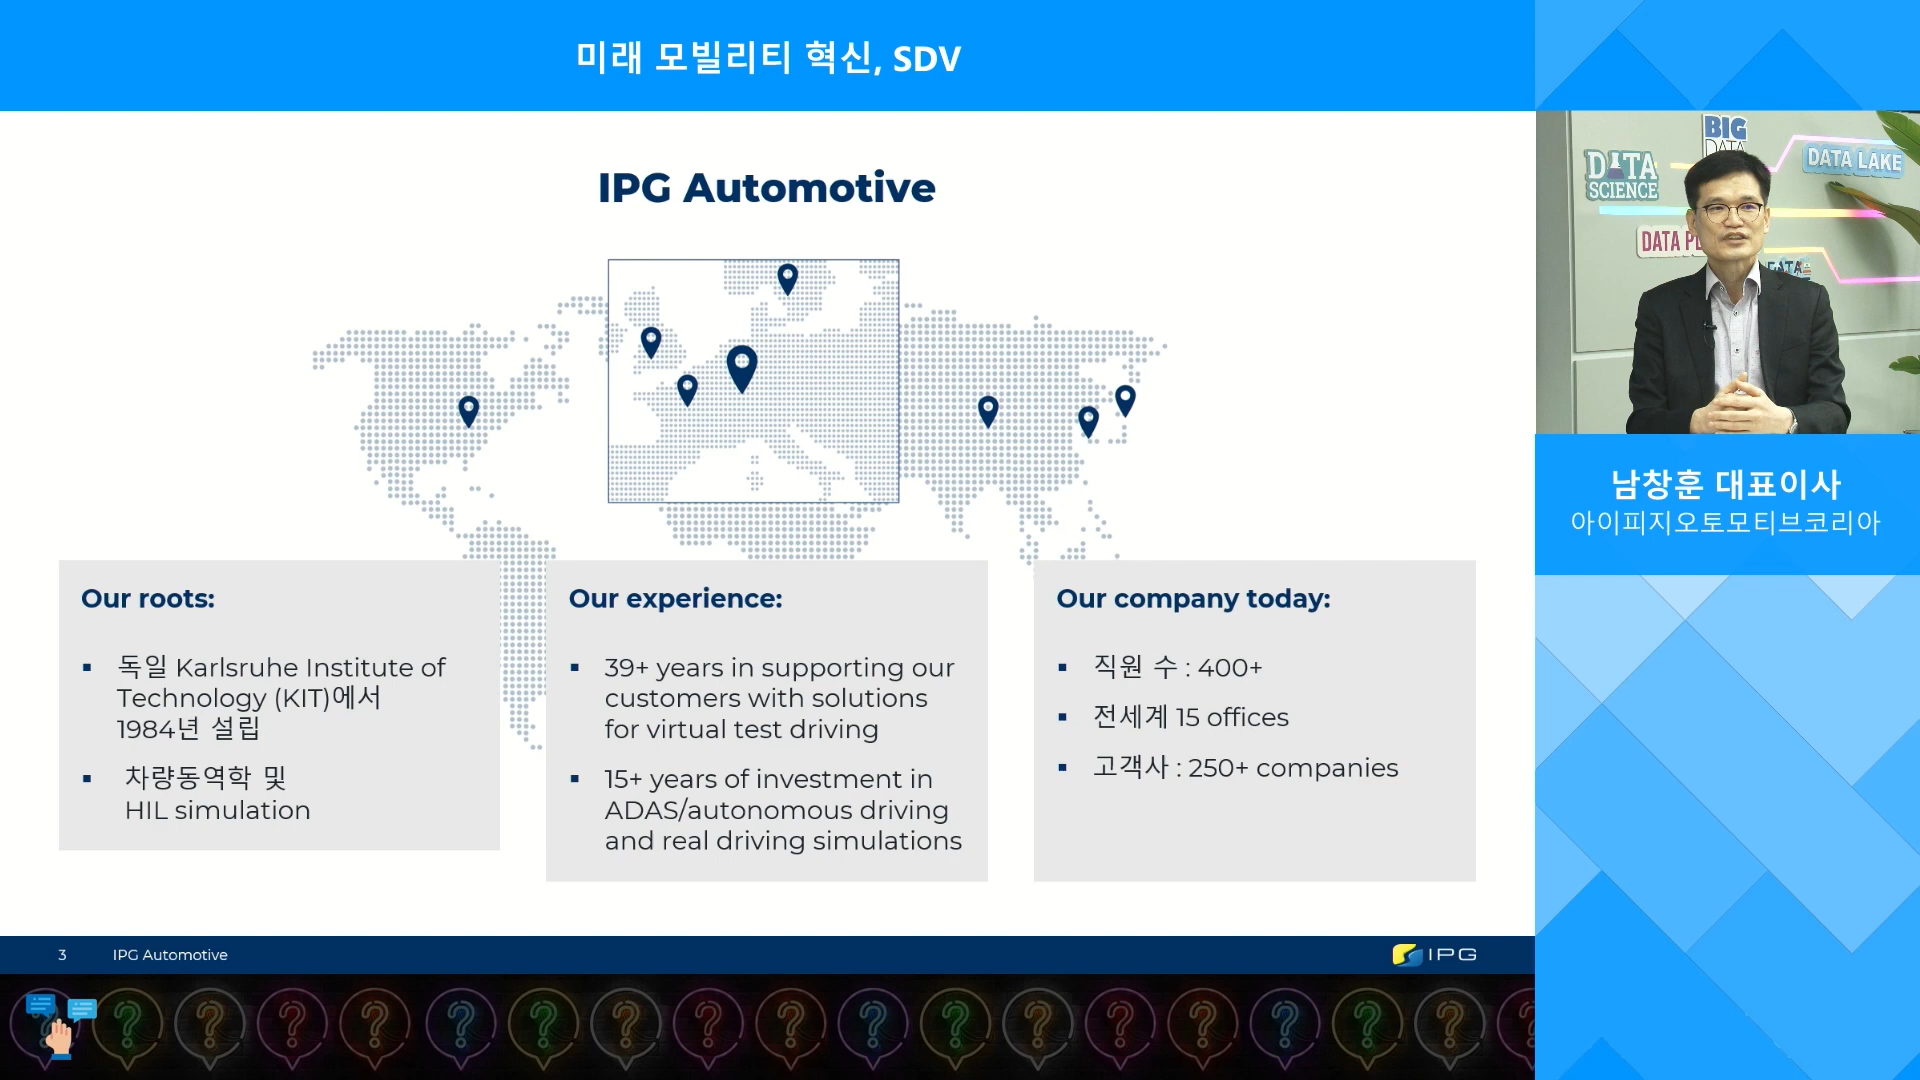 미래 모빌리티 혁신, SDV
IPG Automotive
Our roots:
▪ 독일 Karlsruhe Institute of
Technology (KIT)에서
1984년 설립
▪ 차량동역학 및
HIL simulation
Our experience:
▪ 39+ years in supporting our
customers with solutions
for virtual test driving
▪ 15+ years of investment in
ADAS/autonomous driving
and real driving simulations
Our company today:
▪ 직원 수 : 400+
▪ 전세계 15 offices
▪ 고객사 : 250+ companies
3 IPG Automotive
IPG
BIG
DATA
DATA
SCIENCE
DATA LAKE
DATA
DATA
남창훈 대표이사
아이피지오토모티브코리아